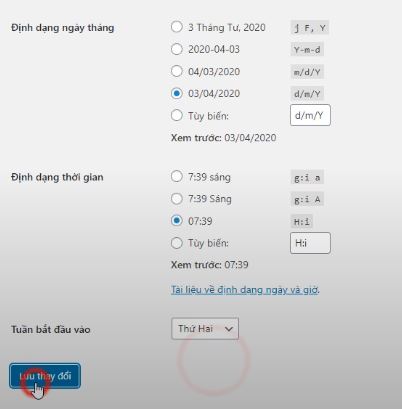 Định dạng ngày tháng
3 Tháng Tư, 2020 j F, Y
2020-04-03 Y-m-d
04/03/2020 m/d/Y
03/04/2020 d/m/Y
Tùy biến: d/m/Y
Xem trước: 03/04/2020
Định dạng thời gian
7:39 sáng g:i a
7:39 Sáng g:i A
07:39 H:i
Tùy biến: H:i
Xem trước: 07:39
Tài liệu về định dạng ngày và giờ.
Tuần bắt đầu vào Thứ Hai
Lưu thay đổi